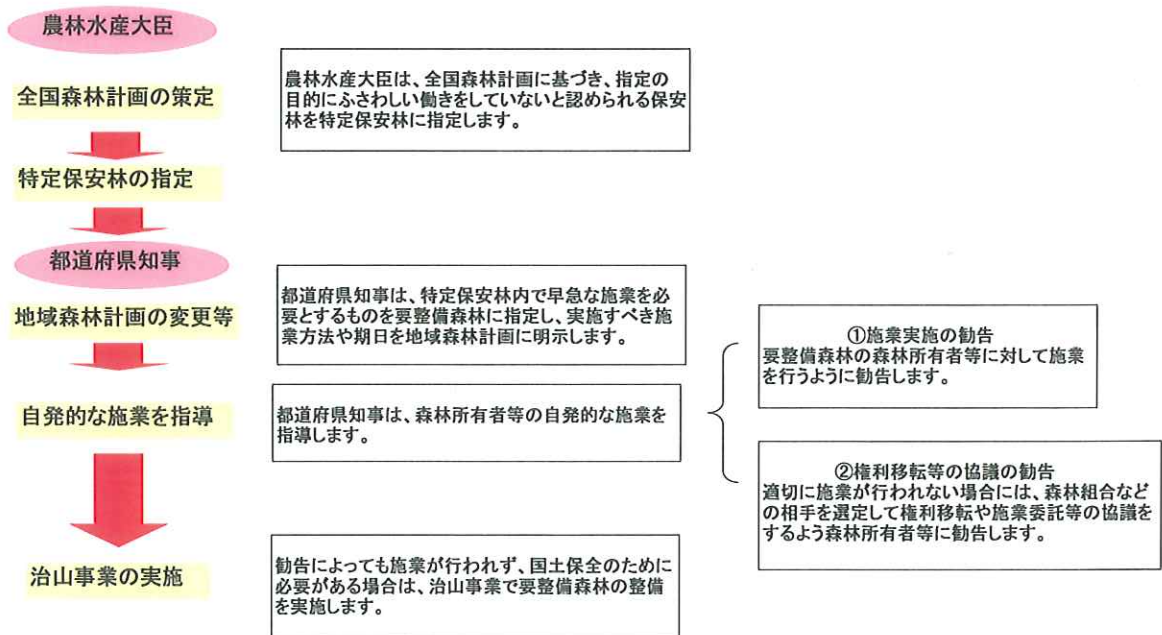 農林水産大臣
全国森林計画の策定
農林水産大臣は、全国森林計画に基づき、指定の
目的にふさわしい働きをしていないと認められる保安
林を特定保安林に指定します。
特定保安林の指定
都道府県知事
地域森林計画の変更等
都道府県知事は、特定保安林内で早急な施業を必
要とするものを要整備森林に指定し、実施すべき施
業方法や期日を地域森林計画に明示します。
自発的な施業を指導
都道府県知事は、森林所有者等の自発的な施業を
指導します。
①施業実施の勧告
要整備森林の森林所有者等に対して施業
を行うように勧告します。
②権利移転等の協議の勧告
適切に施業が行われない場合には、森林組合など
の相手を選定して権利移転や施業委託等の協議を
するよう森林所有者等に勧告します。
治山事業の実施
勧告によっても施業が行われず、国土保全のために
必要がある場合は、治山事業で要整備森林の整備
を実施します。